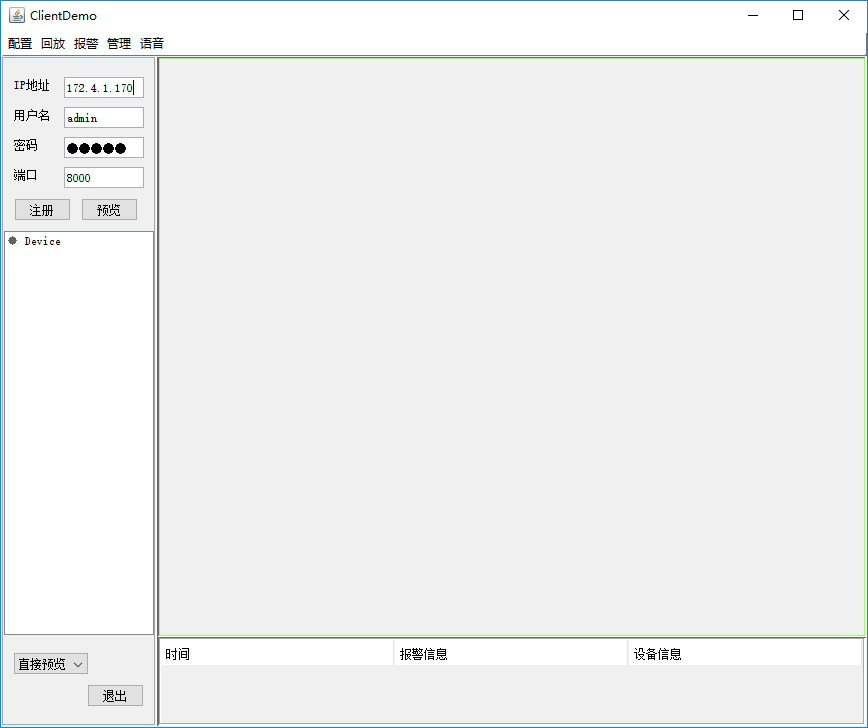 ClientDemo
配置 回放 报警 管理 语音
IP地址 172.4.1.170
用户名 admin
密码 ●●●●●
端口 8000
注册 预览
Device
时间 报警信息 设备信息
直接预览
退出